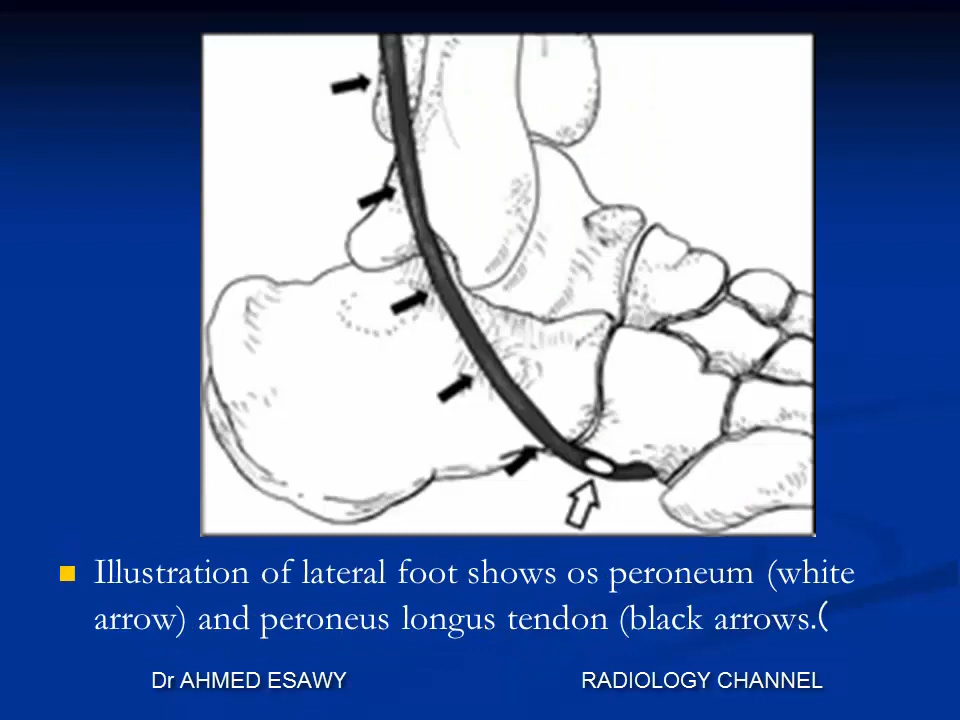 Illustration of lateral foot shows os peroneum (white
arrow) and peroneus longus tendon (black arrows.(
Dr AHMED ESAWY RADIOLOGY CHANNEL